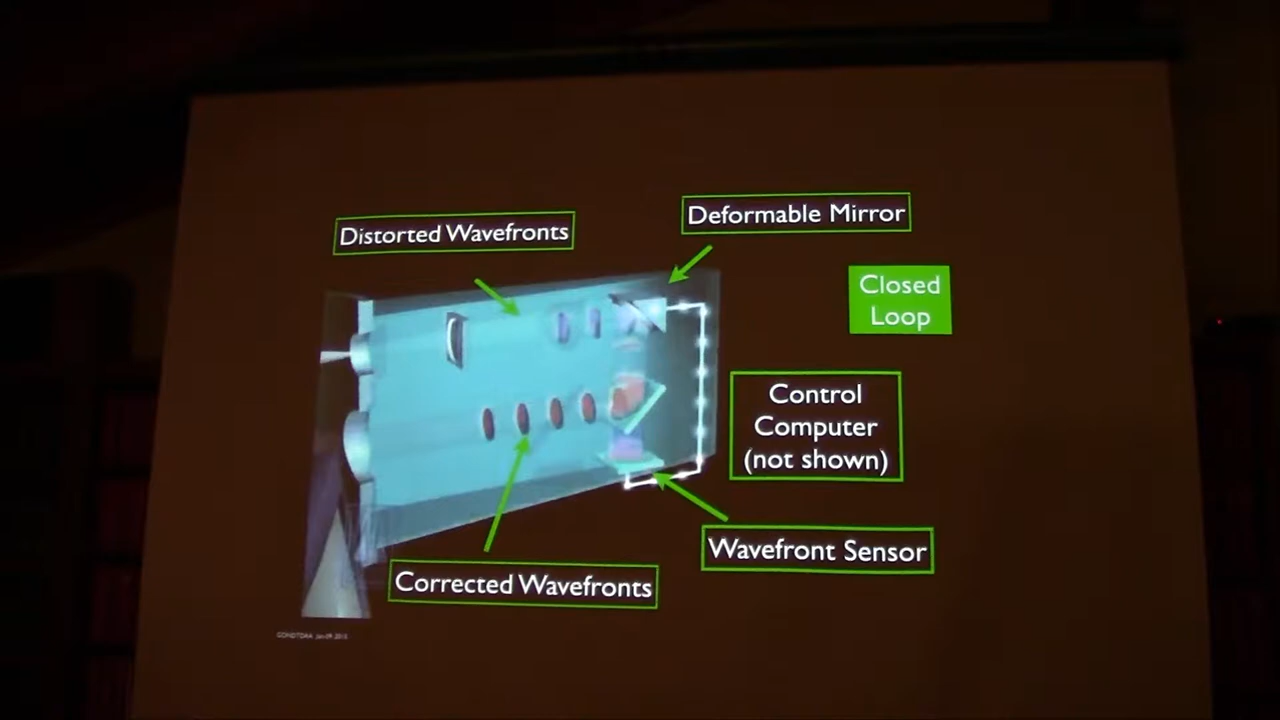 Deformable Mirror
Distorted Wavefronts
Closed
Loop
Control
Computer
(not shown)
Wavefront Sensor
Corrected Wavefronts